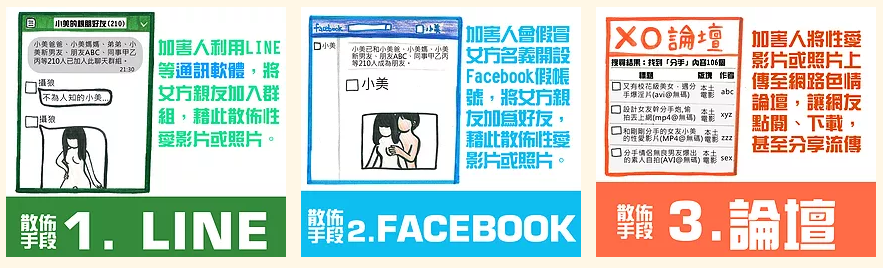 小美的親朋好友(210)
小美爸爸、小美媽媽、弟弟、小
美新男友、朋友ABC、同事甲乙
丙等210人已加入此聊天群組。
21:30
攝狼
不為人知的小美...
攝狼
加害人利用LINE
等通訊軟體，將
女方親友加入群
組，藉此散佈性
愛影片或照片。
散佈
手段
1. LINE
facebook
小美
小美
小美已和小美爸、小美媽、小美
新男友、朋友ABC、同事甲乙丙
等210人成為朋友。
小美
加害人會假冒
女方名義開設
Facebook假帳
號，將女方親
友加為好友，
藉此散佈性愛
影片或照片。
散佈
手段
2.FACEBOOK
XO論壇
搜尋結果：找到「分手」內容106個
標題 區塊 作者
又有校花級美女，遇分
手爆淫片(avi@無碼)
本土
電影
abc
設計女友幹分手炮,偷
拍丟上網(mp4@無碼)
本土
電影
xyz
和剛剛分手的女友小美
的性愛影片(MP4@無碼)
本土
電影
zzz
分手情侶無良男友爆出
的素人自拍(AVI@無碼)
本土
電影
sex
加害人將性愛
影片或照片上
傳至網路色情
論壇，讓網友
點閱、下載，
甚至分享流傳
散佈
手段
3.論壇